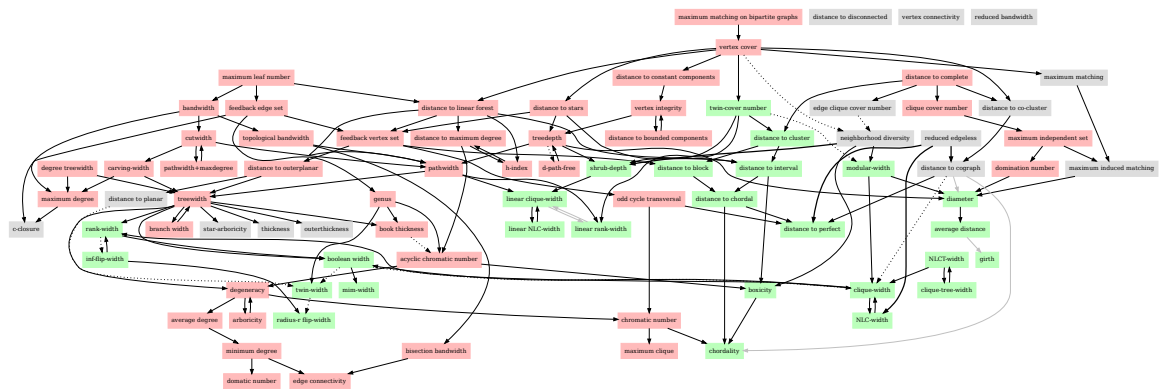 maximum matching on bipartite graphs
distance to disconnected
vertex connectivity
reduced bandwidth
vertex cover
maximum leaf number
distance to constant components
distance to complete
maximum matching
bandwidth
feedback edge set
distance to linear forest
distance to stars
vertex integrity
twin-cover number
edge clique cover number
clique cover number
distance to co-cluster
cutwidth
topological bandwidth
feedback vertex set
distance to maximum degree
treedepth
distance to bounded components
distance to cluster
neighborhood diversity
reduced edgeless
maximum independent set
degree treewidth
carving-width
pathwidth+maxdegree
distance to outerplanar
pathwidth
h-index
d-path-free
shrub-depth
distance to block
distance to interval
modular-width
distance to cograph
domination number
maximum induced matching
maximum degree
distance to planar
treewidth
genus
linear clique-width
odd cycle transversal
distance to chordal
diameter
c-closure
rank-width
branch width
star-arboricity
thickness
outerthickness
book thickness
linear NLC-width
linear rank-width
distance to perfect
average distance
inf-flip-width
boolean width
acyclic chromatic number
NLCT-width
girth
degeneracy
twin-width
mim-width
boxicity
clique-width
clique-tree-width
average degree
arboricity
radius-r flip-width
chromatic number
NLC-width
minimum degree
bisection bandwidth
maximum clique
chordality
domatic number
edge connectivity